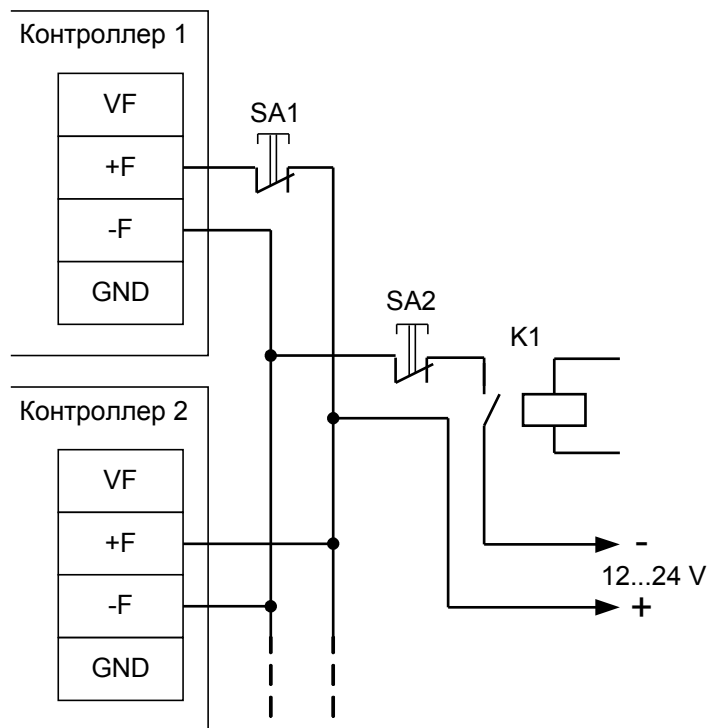 Контроллер 1
VF
SA1
+F
-F
GND
SA2
K1
Контроллер 2
VF
+F
-
12...24 V
-F
+
GND